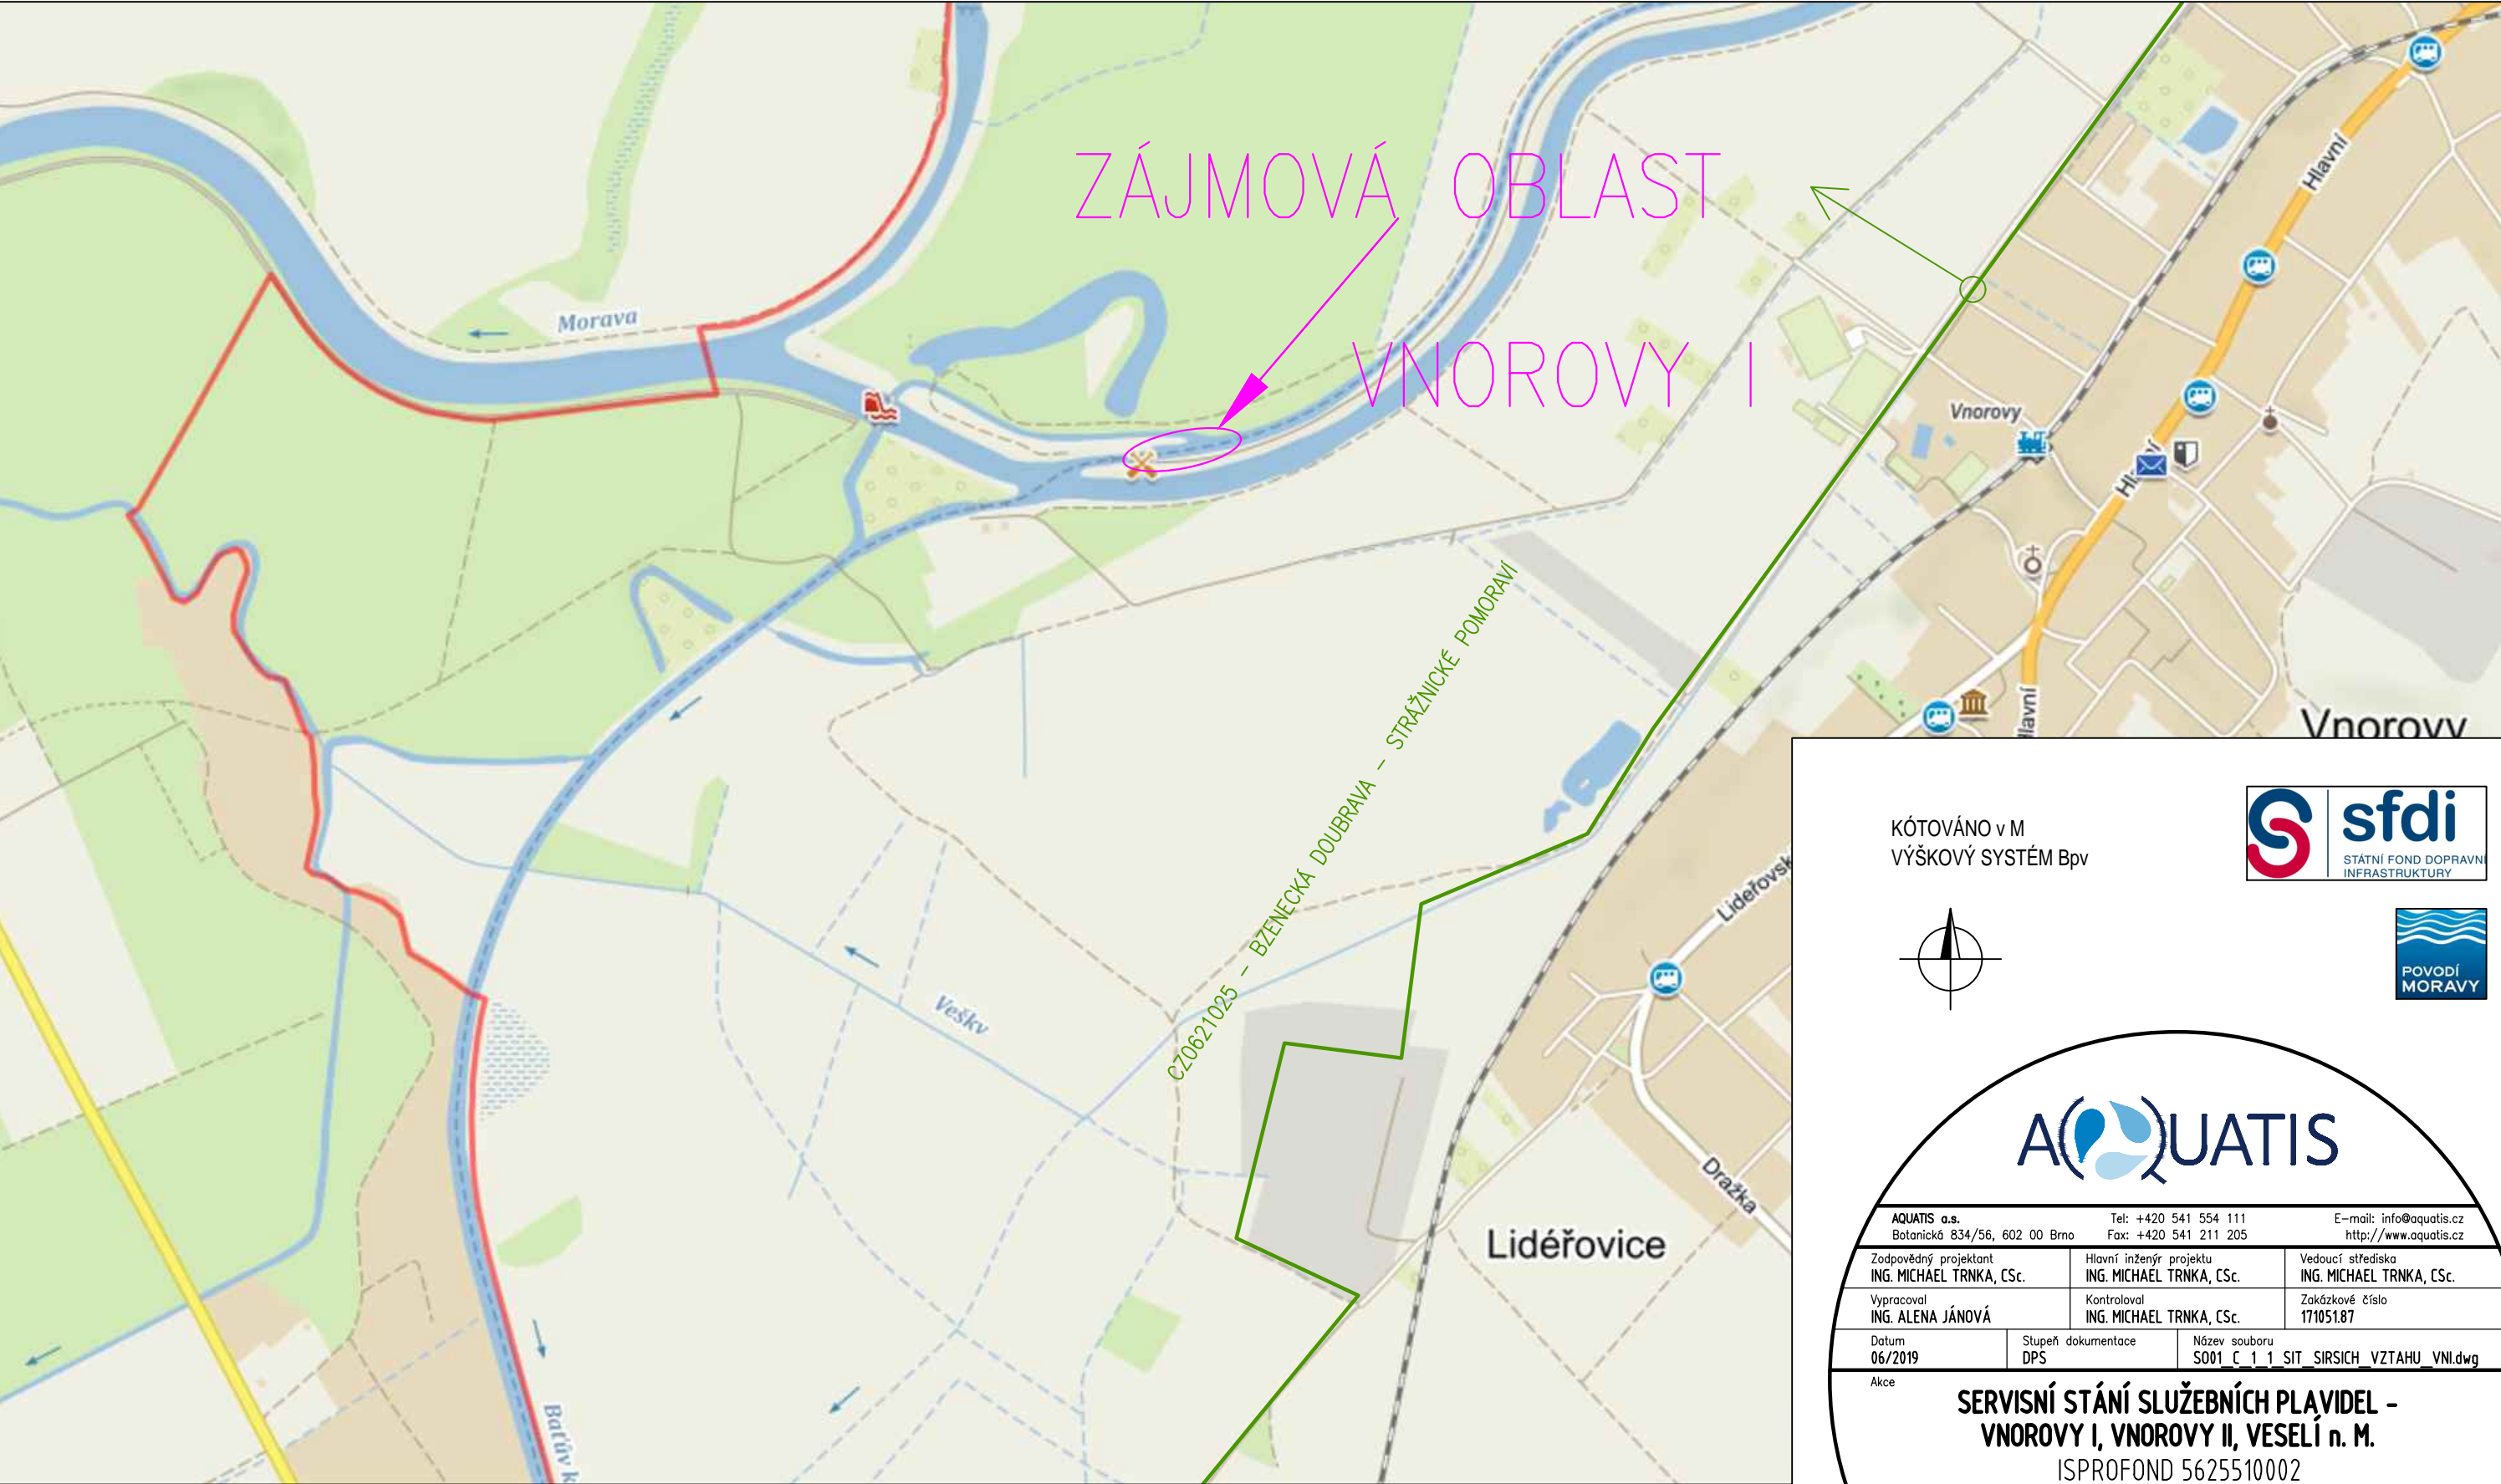 ZÁJMOVÁ OBLAST
VNOROVY I
Morava
Hlavní
Vnorovy
Hlavní
Vnorovy
CZ0621025 – BZENECKÁ DOUBRAVA – STRÁŽNICKÉ POMORAVÍ
Lidéřovice
Drážka
KÓTOVÁNO v M
VÝŠKOVÝ SYSTÉM Bpv
sfdi
STÁTNÍ FOND DOPRAVNÍ
INFRASTRUKTURY
POVODÍ
MORAVY
AQUATIS
AQUATIS a.s.
Botanická 834/56, 602 00 Brno
Tel: +420 541 554 111
Fax: +420 541 211 205
E-mail: info@aquatis.cz
http://www.aquatis.cz
Zodpovědný projektant
ING. MICHAEL TRNKA, CSc.
Hlavní inženýr projektu
ING. MICHAEL TRNKA, CSc.
Vedoucí střediska
ING. MICHAEL TRNKA, CSc.
Vypracoval
ING. ALENA JÁNOVÁ
Kontroloval
ING. MICHAEL TRNKA, CSc.
Zakázkové číslo
171051.87
Datum
06/2019
Stupeň dokumentace
DPS
Název souboru
SO01_C_1_1_SIT_SIRSICH_VZTAHU_VNI.dwg
Akce
SERVISNÍ STÁNÍ SLUŽEBNÍCH PLAVIDEL –
VNOROVY I, VNOROVY II, VESELÍ n. M.
ISPROFOND 5625510002